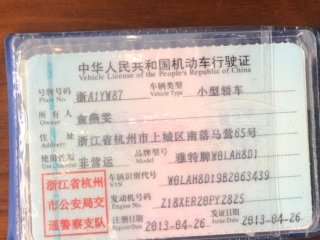 中华人民共和国机动车行驶证
Vehicle License of the People's Republic of China
号牌号码 浙A1YW87 车辆类型 小型轿车
Plate No. Vehicle Type
所有人 俞燕雯
Owner
住址 浙江省杭州市上城区南落马营65号
Address
使用性质 非营运 品牌型号 雅特牌W0LAH8D1
Use Character Model
浙江省杭州
市公安局交
通警察支队
车辆识别代号 W0LAH8D19B2063439
VIN
发动机号码 Z18XER20PY2825
Engine No.
注册日期 2013-04-26 发证日期 2013-04-26
Register Date Issue Date